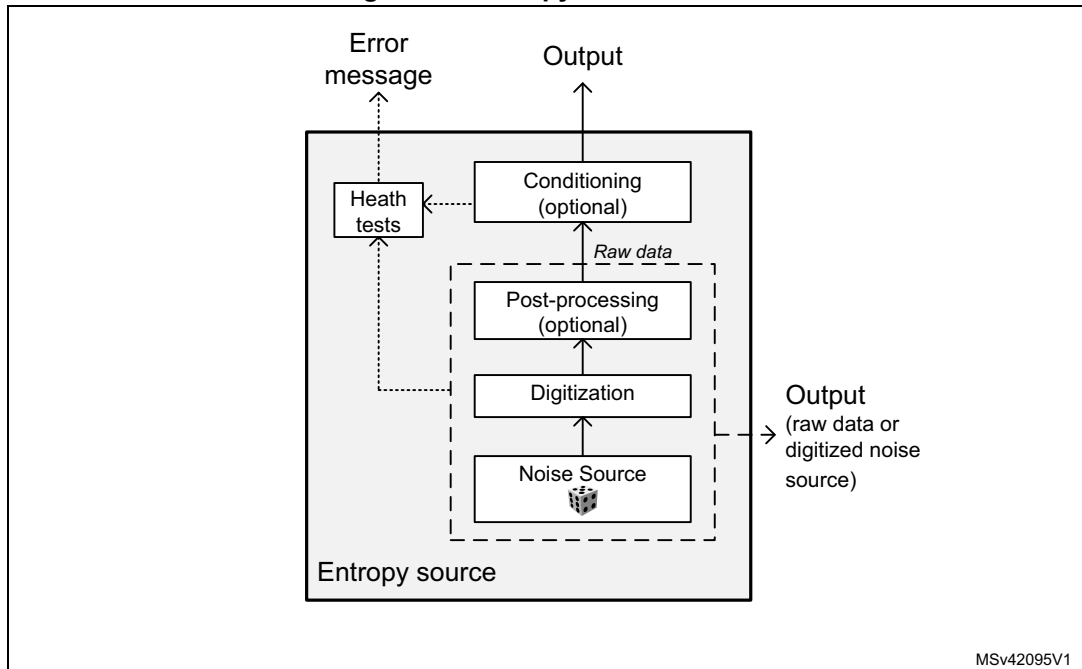 Error
message
Output
Conditioning
(optional)
Heath
tests
Raw data
Post-processing
(optional)
Digitization
Output
(raw data or
digitized noise
source)
Noise Source
Entropy source
MSv42095V1